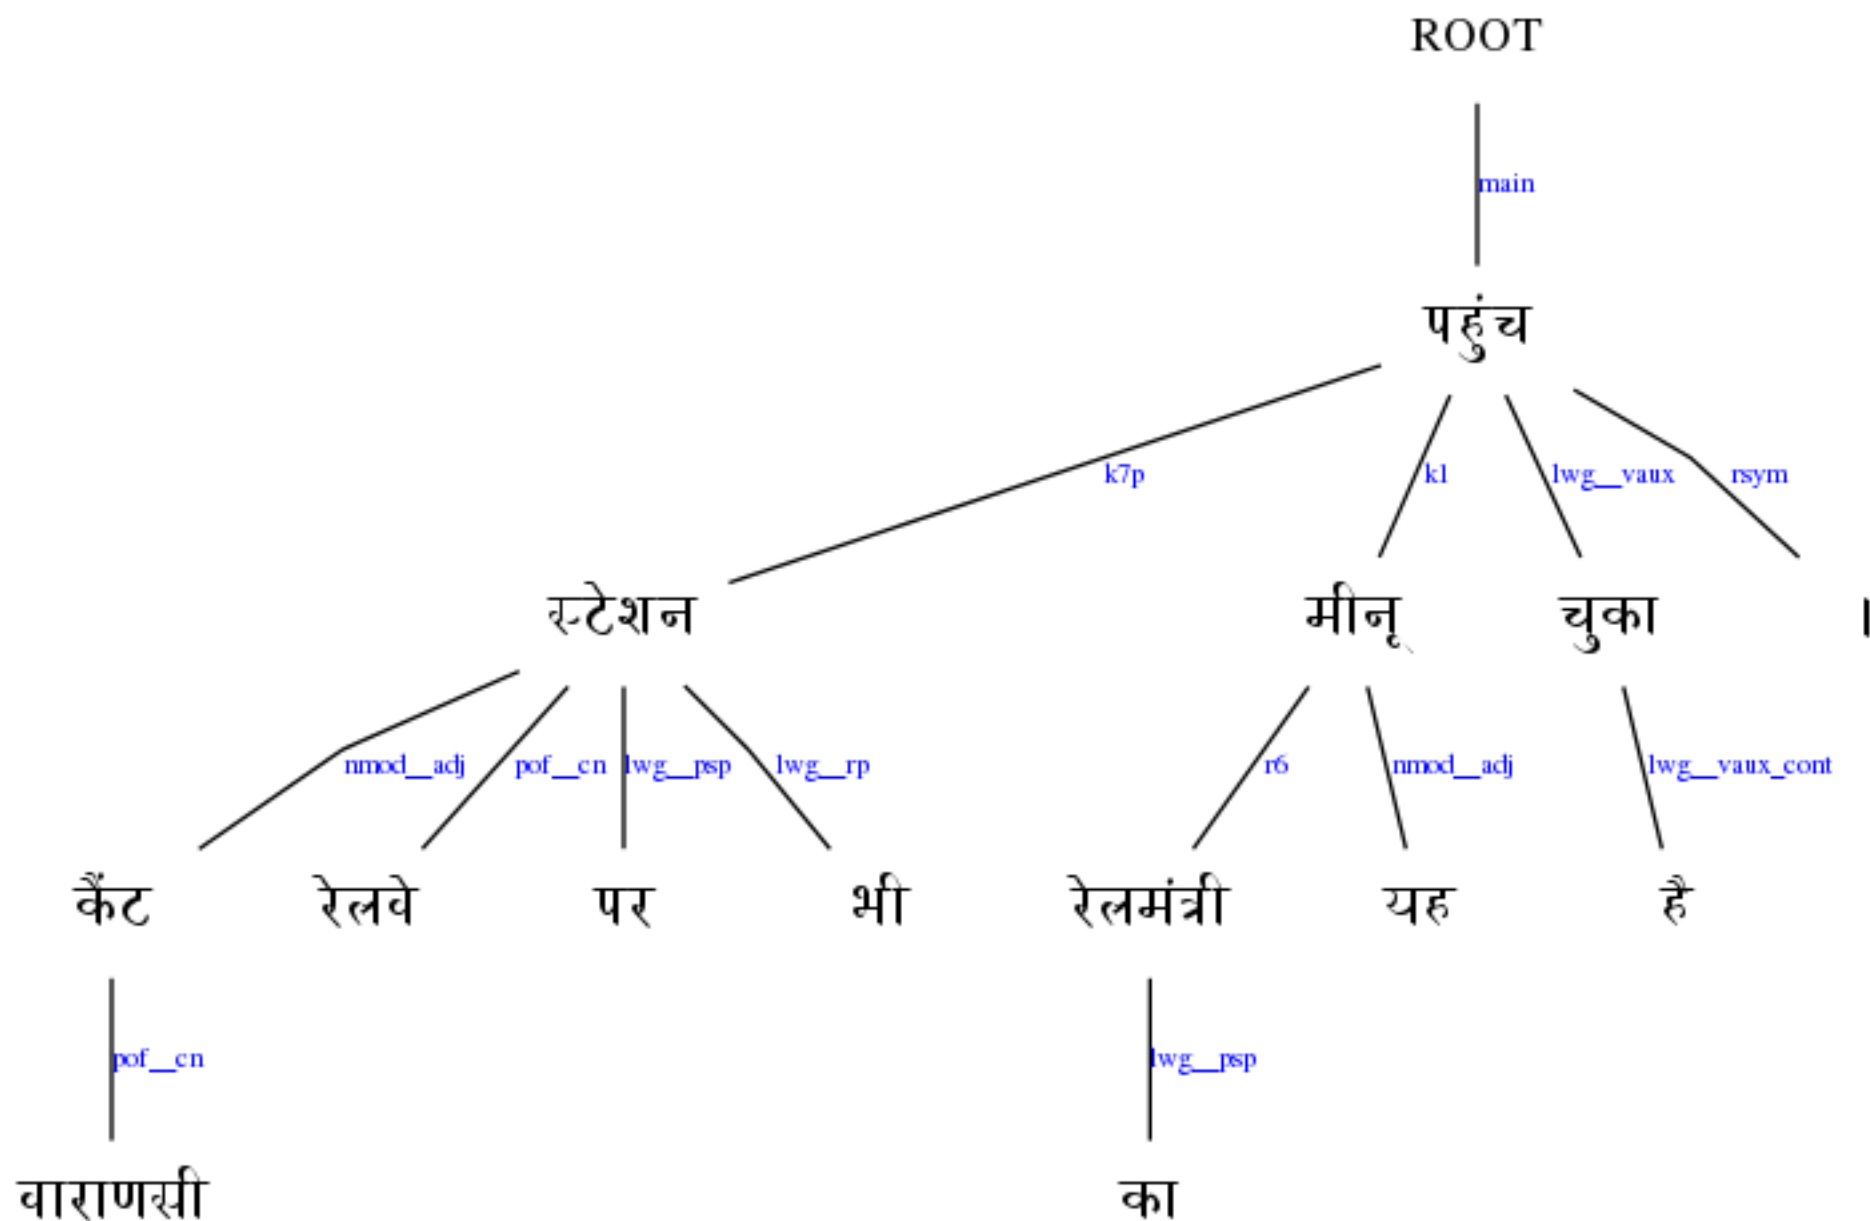 ROOT
main
पहुंच
k7p k1 lwg__vaux rsym
स्टेशन मीनू चुका ।
nmod__adj pof__cn lwg__psp lwg__rp r6 nmod__adj lwg__vaux_cont
कैंट रेलवे पर भी रेलमंत्री यह है
pof__cn lwg__psp
वाराणसी का